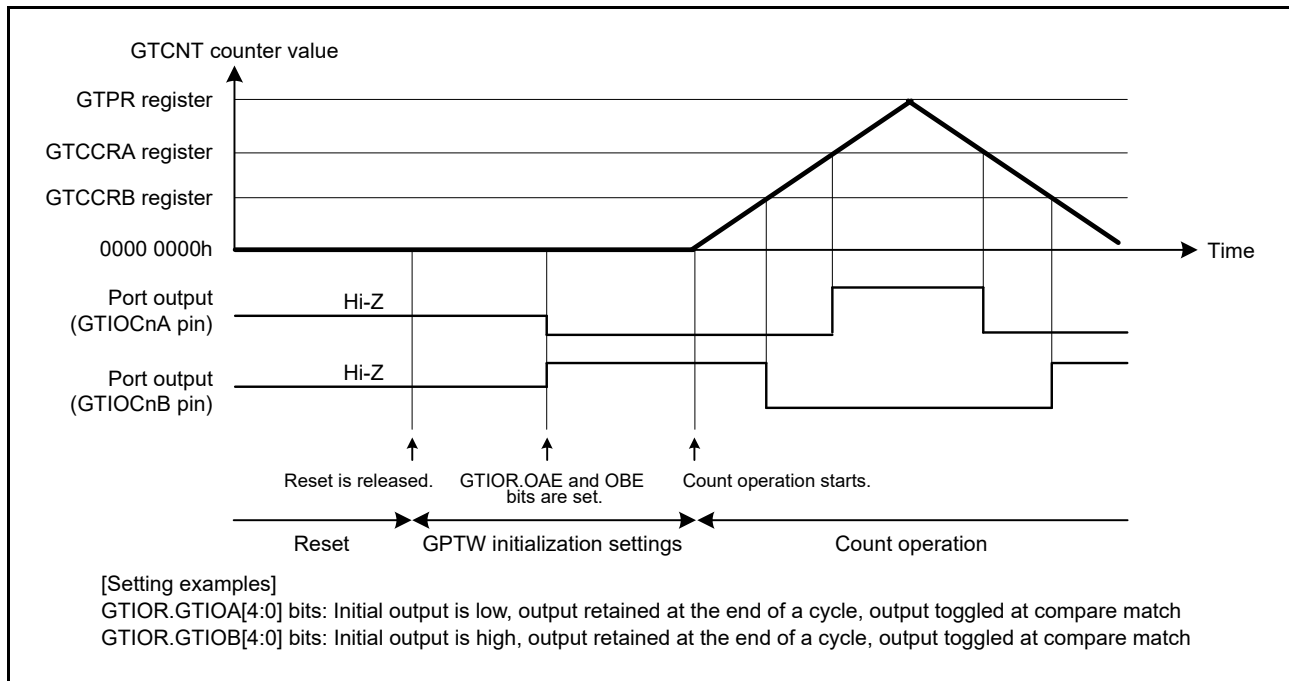 GTCNT counter value
GTPR register
GTCCRA register
GTCCRB register
0000 0000h
Time
Port output
(GTIOCnA pin)
Hi-Z
Port output
(GTIOCnB pin)
Hi-Z
Reset is released.
GTIOR.OAE and OBE
bits are set.
Count operation starts.
Reset
GPTW initialization settings
Count operation
[Setting examples]
GTIOR.GTIOA[4:0] bits: Initial output is low, output retained at the end of a cycle, output toggled at compare match
GTIOR.GTIOB[4:0] bits: Initial output is high, output retained at the end of a cycle, output toggled at compare match